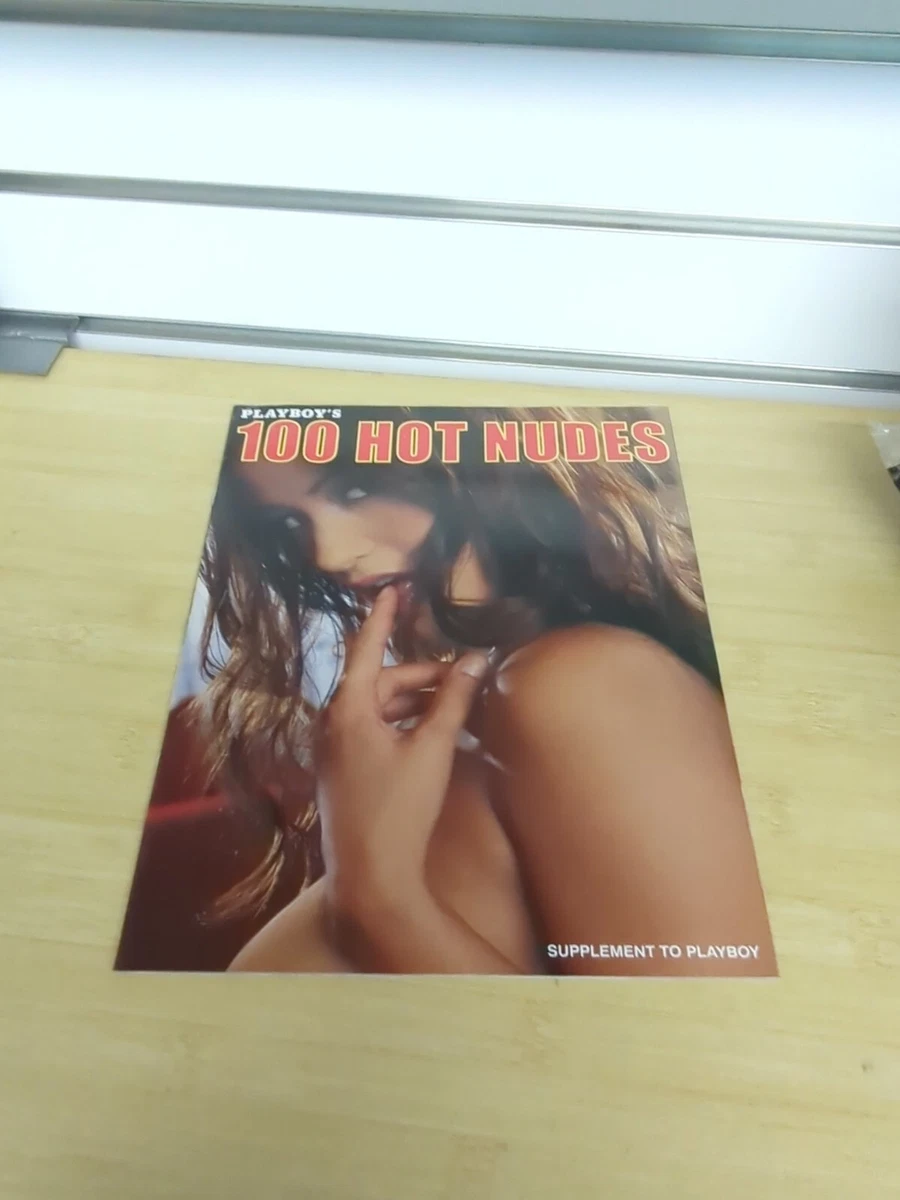 PLAYBOY'S
100 HOT NUDES
SUPPLEMENT TO PLAYBOY